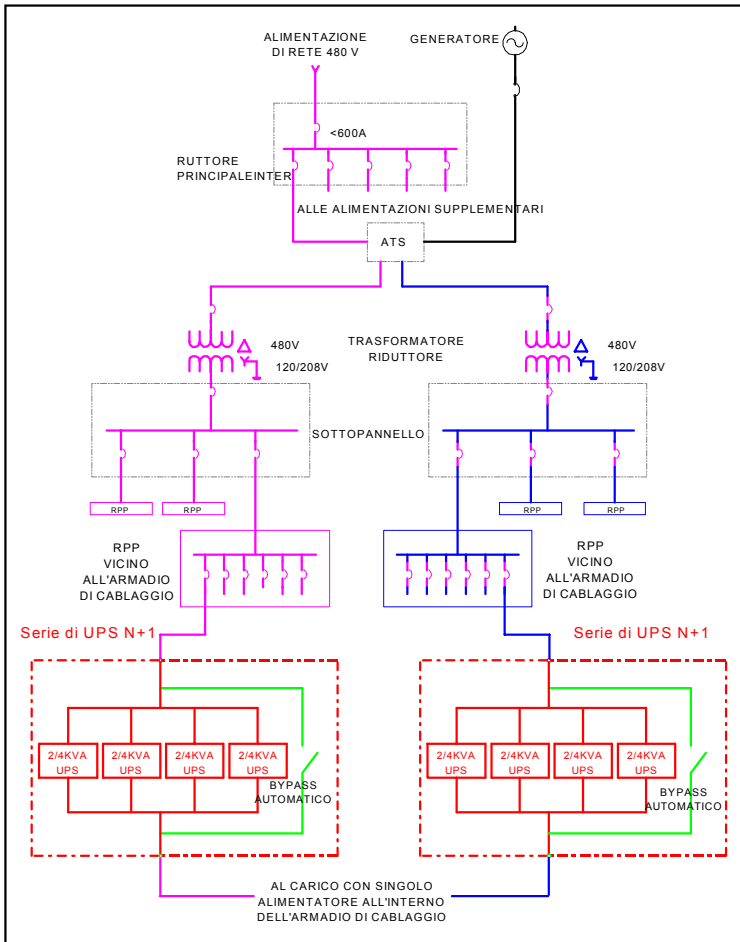 ALIMENTAZIONE
DI RETE 480 V
GENERATORE
<600A
RUTTORE
PRINCIPALEINTER
ALLE ALIMENTAZIONI SUPPLEMENTARI
ATS
480V
120/208V
TRASFORMATORE
RIDUTTORE
480V
120/208V
SOTTOPANNELLO
RPP
RPP
RPP
RPP
RPP
VICINO
ALL'ARMADIO
DI CABLAGGIO
RPP
VICINO
ALL'ARMADIO
DI CABLAGGIO
Serie di UPS N+1
Serie di UPS N+1
2/4KVA
UPS
2/4KVA
UPS
2/4KVA
UPS
2/4KVA
UPS
BYPASS
AUTOMATICO
2/4KVA
UPS
2/4KVA
UPS
2/4KVA
UPS
2/4KVA
UPS
BYPASS
AUTOMATICO
AL CARICO CON SINGOLO
ALIMENTATORE ALL'INTERNO
DELL'ARMADIO DI CABLAGGIO